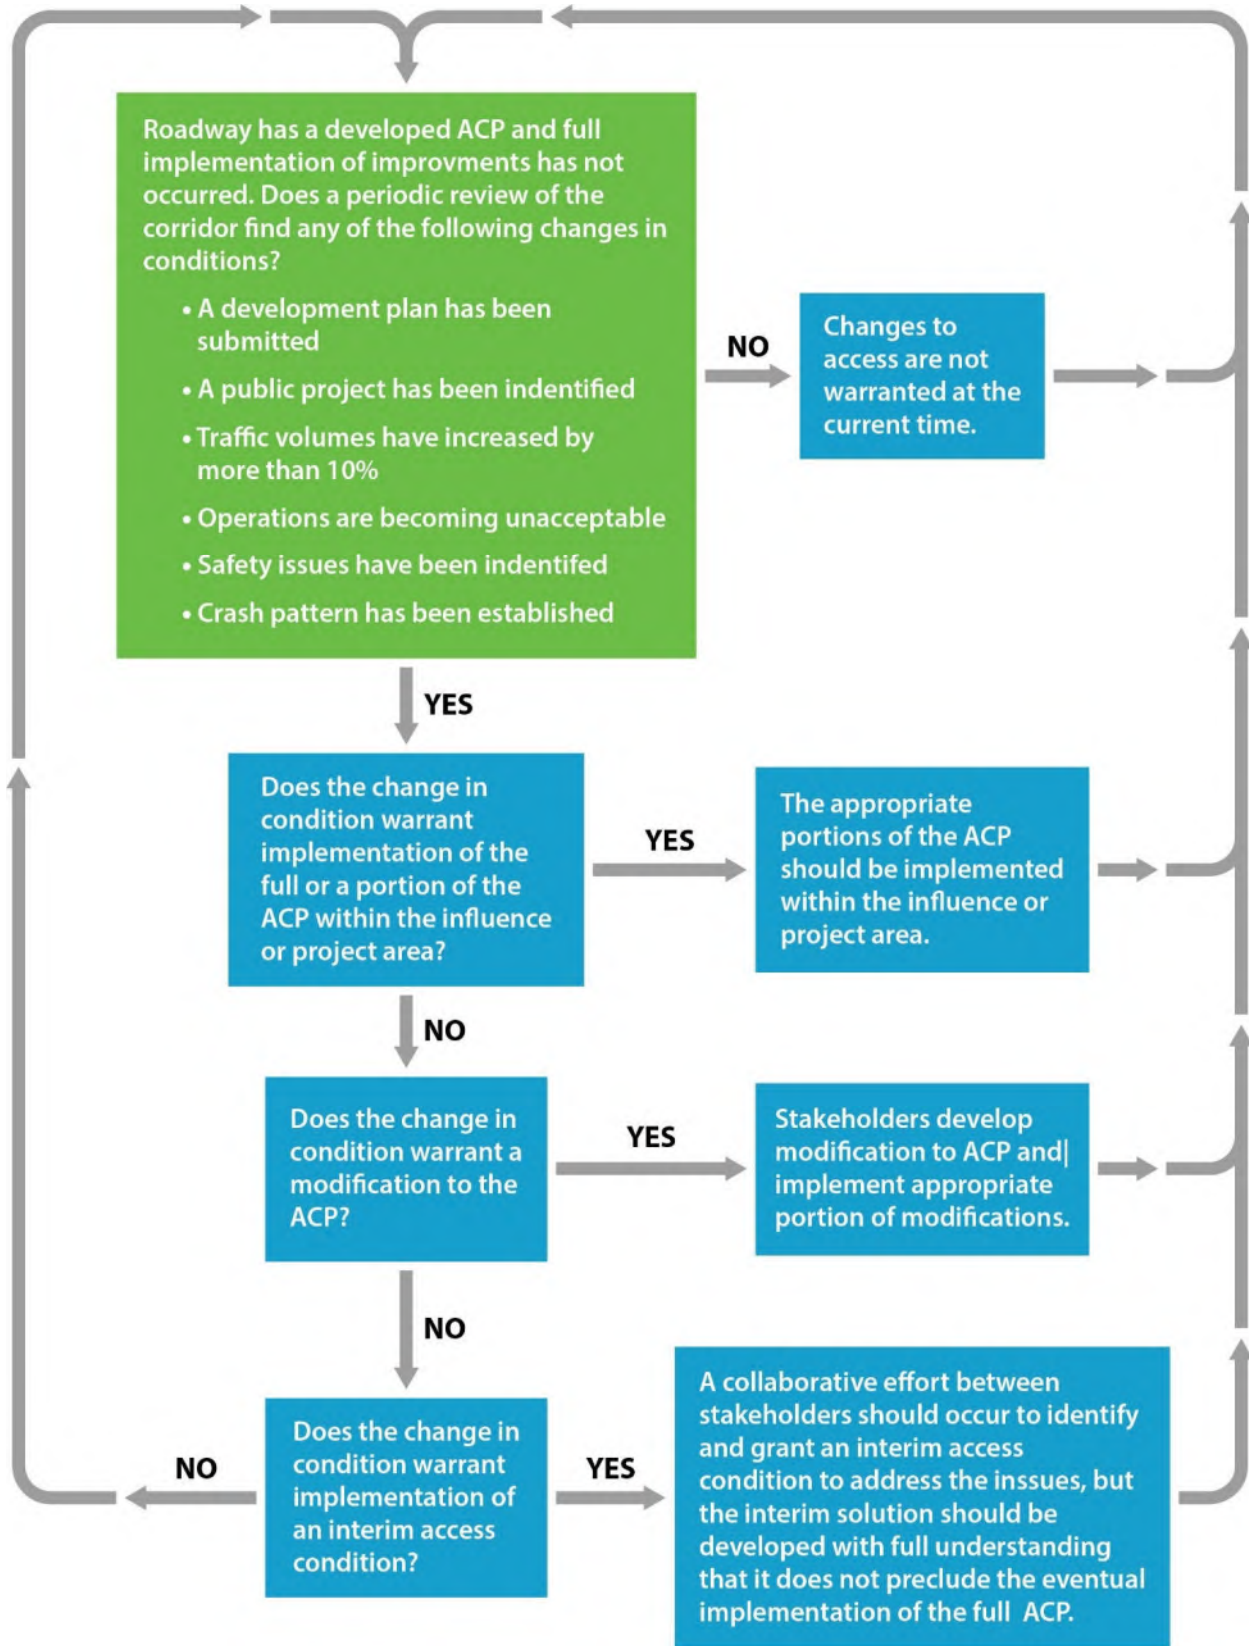 Roadway has a developed ACP and full
implementation of improvments has not
occurred. Does a periodic review of the
corridor find any of the following changes in
conditions?
• A development plan has been
submitted
• A public project has been indentified
• Traffic volumes have increased by
more than 10%
• Operations are becoming unacceptable
• Safety issues have been indentifed
• Crash pattern has been established
NO
Changes to
access are not
warranted at the
current time.
YES
Does the change in
condition warrant
implementation of the
full or a portion of the
ACP within the influence
or project area?
YES
The appropriate
portions of the ACP
should be implemented
within the influence or
project area.
NO
Does the change in
condition warrant a
modification to the
ACP?
YES
Stakeholders develop
modification to ACP and|
implement appropriate
portion of modifications.
NO
Does the change in
condition warrant
implementation of
an interim access
condition?
NO
YES
A collaborative effort between
stakeholders should occur to identify
and grant an interim access
condition to address the inssues, but
the interim solution should be
developed with full understanding
that it does not preclude the eventual
implementation of the full ACP.